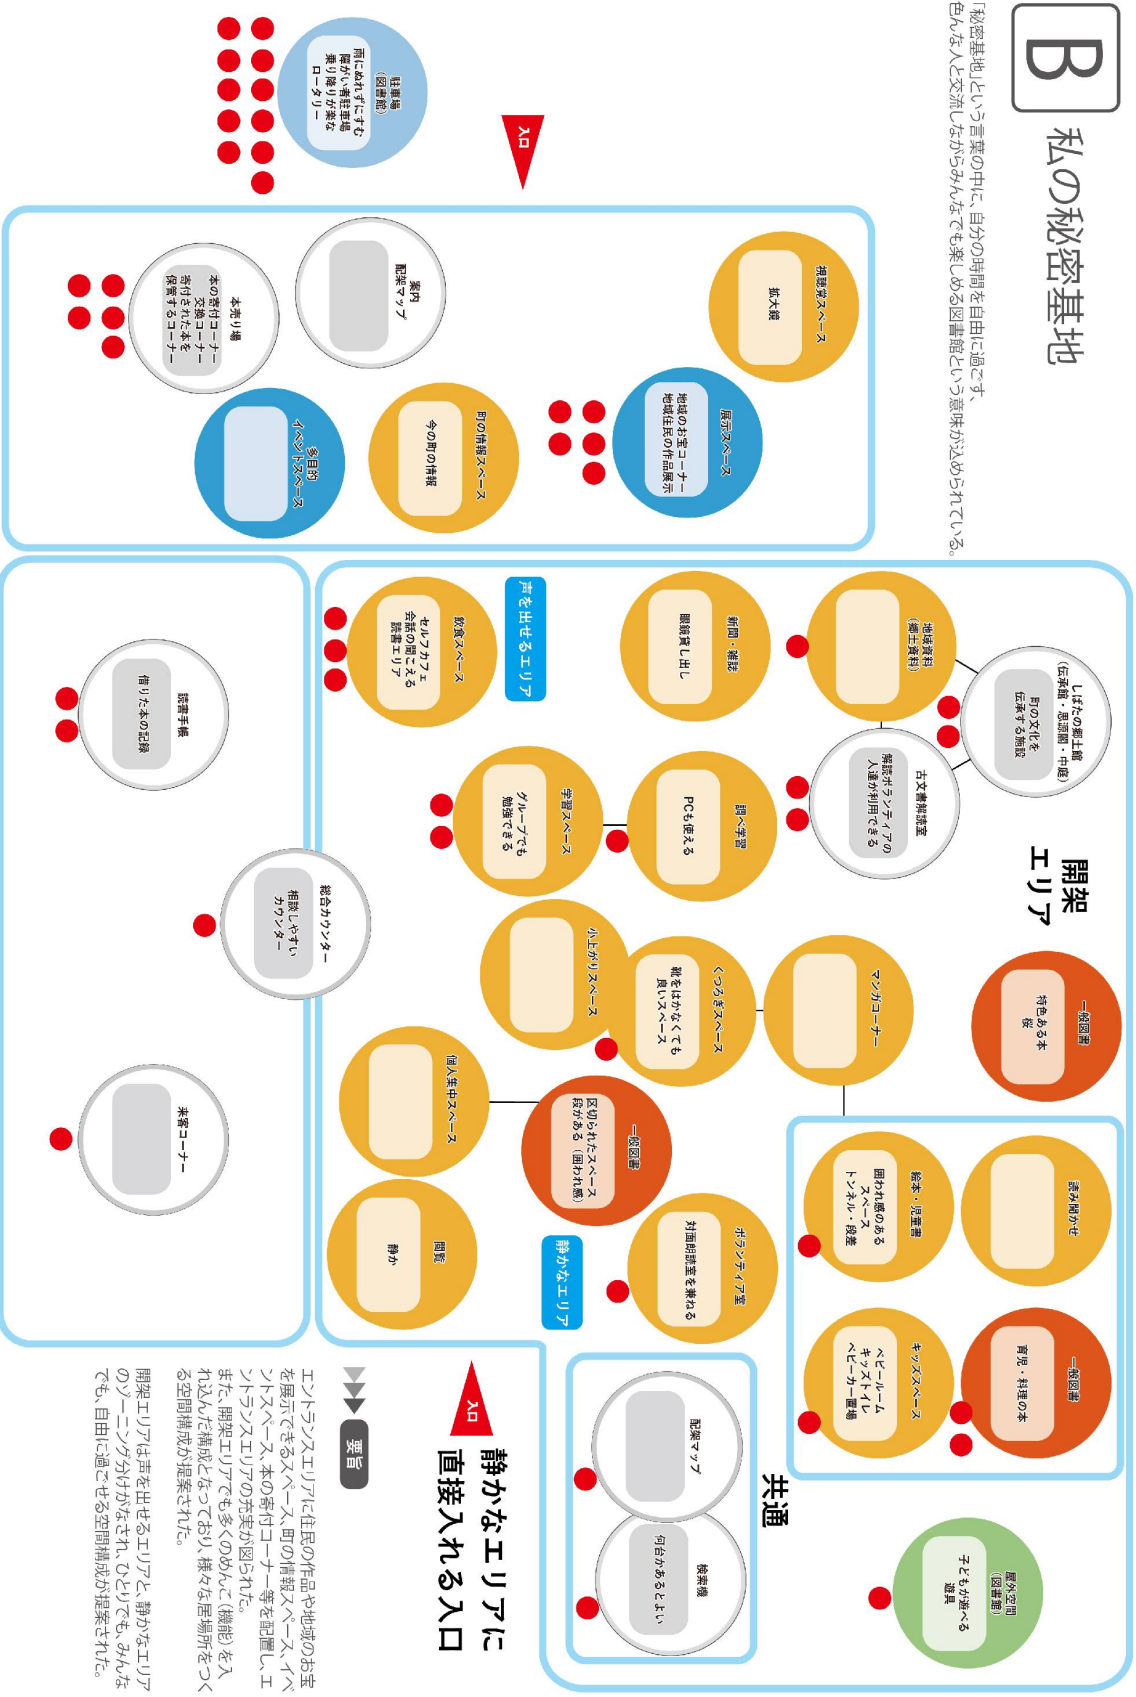 B
私の秘密基地
「秘密基地」という言葉の中に、自分の時間を自由に過ごす、
色んな人と交流しながらみんなでも楽しめる図書館という意味が込められている。
駐車場
(図書館)
雨にぬれずにすむ
障がい者駐車場
乗り降りが楽な
ロータリー
入口
視聴覚スペース
拡大鏡
展示スペース
地域のお宝コーナー
地域住民の作品展示
町の情報スペース
今の町の情報
多目的
イベントスペース
案内
配架マップ
本売り場
本の寄付コーナー
交換コーナー
寄付された本を
保管するコーナー
開架
エリア
しばたの郷土館
(伝承館・思源閣・中庭)
町の文化を
伝承する施設
地域資料
(郷土資料)
古文書解読室
解読ボランティアの
人達が利用できる
新聞・雑誌
眼鏡貸し出し
声を出せるエリア
飲食スペース
セルフカフェ
会話の聞こえる
読書エリア
調べ学習
PCも使える
学習スペース
グループでも
勉強できる
一般図書
特色ある本
桜
マンガコーナー
くつろぎスペース
靴をはかなくても
良いスペース
小上がりスペース
個人集中スペース
一般図書
区切られたスペース
段がある(囲われ感)
ボランティア室
対面朗読室を兼ねる
静かなエリア
閲覧
静か
読み聞かせ
絵本・児童書
囲われ感のある
スペース
トンネル・段差
一般図書
育児・料理の本
キッズスペース
ベビールーム
キッズトイレ
ベビーカー置場
屋外空間
(図書館)
子どもが遊べる
遊具
共通
配架マップ
検索機
何台かあるとよい
読書手帳
借りた本の記録
総合カウンター
相談しやすい
カウンター
来客コーナー
入口
静かなエリアに
直接入れる入口
要旨
エントランスエリアに住民の作品や地域のお宝
を展示できるスペース、町の情報スペース、イベ
ントスペース、本の寄付コーナー等を配置し、エ
ントランスエリアの充実が図られた。
また、開架エリアでも多くのめんこ(機能)を入
れ込んだ構成となっており、様々な居場所をつく
る空間構成が提案された。
開架エリアは声を出せるエリアと、静かなエリア
のゾーニング分けがなされ、ひとりでも、みんな
でも、自由に過ごせる空間構成が提案された。